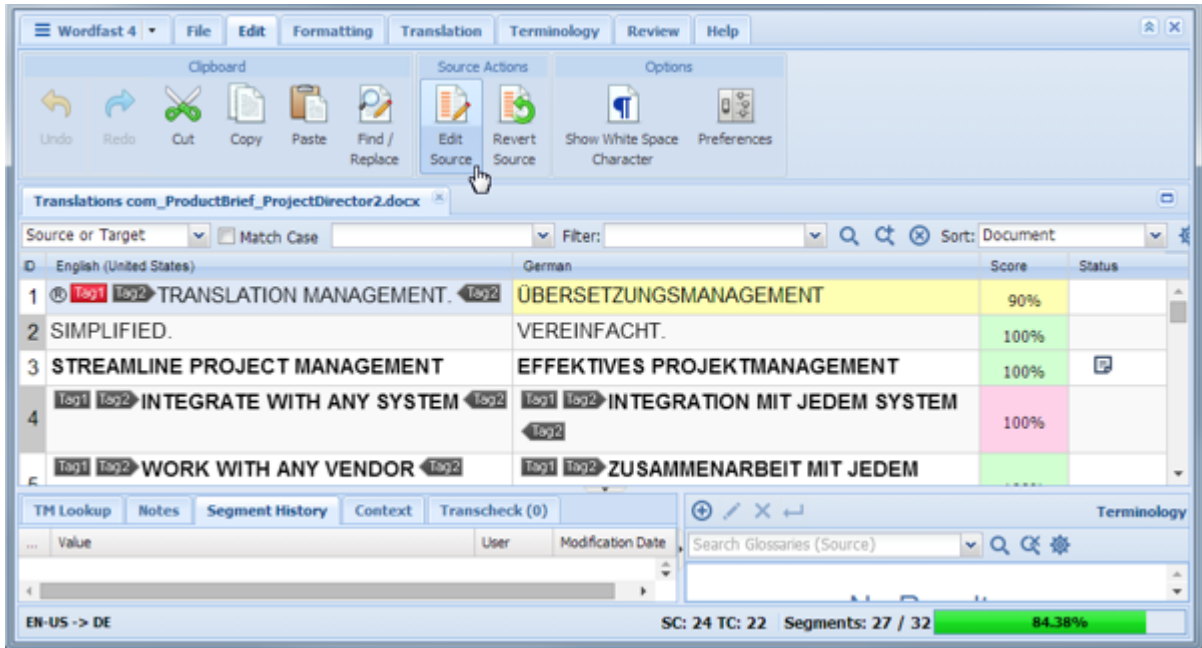 Wordfast 4 File Edit Formatting Translation Terminology Review Help
Clipboard Source Actions Options
Undo Redo Cut Copy Paste Find / Replace Edit Source Revert Source Show White Space Character Preferences
Translations com_ProductBrief_ProjectDirector2.docx
Source or Target Match Case Filter: Sort: Document
ID English (United States) German Score Status
1 ® Tag1 Tag2 TRANSLATION MANAGEMENT. Tag2 ÜBERSETZUNGSMANAGEMENT 90%
2 SIMPLIFIED. VEREINFACHT. 100%
3 STREAMLINE PROJECT MANAGEMENT EFFEKTIVES PROJEKTMANAGEMENT 100%
4 Tag1 Tag2 INTEGRATE WITH ANY SYSTEM Tag2 Tag1 Tag2 INTEGRATION MIT JEDEM SYSTEM
Tag2 100%
Tag1 Tag2 WORK WITH ANY VENDOR Tag2 Tag1 Tag2 ZUSAMMENARBEIT MIT JEDEM
TM Lookup Notes Segment History Context Transcheck (0) Terminology
... Value User Modification Date Search Glossaries (Source)
EN-US -> DE SC: 24 TC: 22 Segments: 27 / 32 84.38%